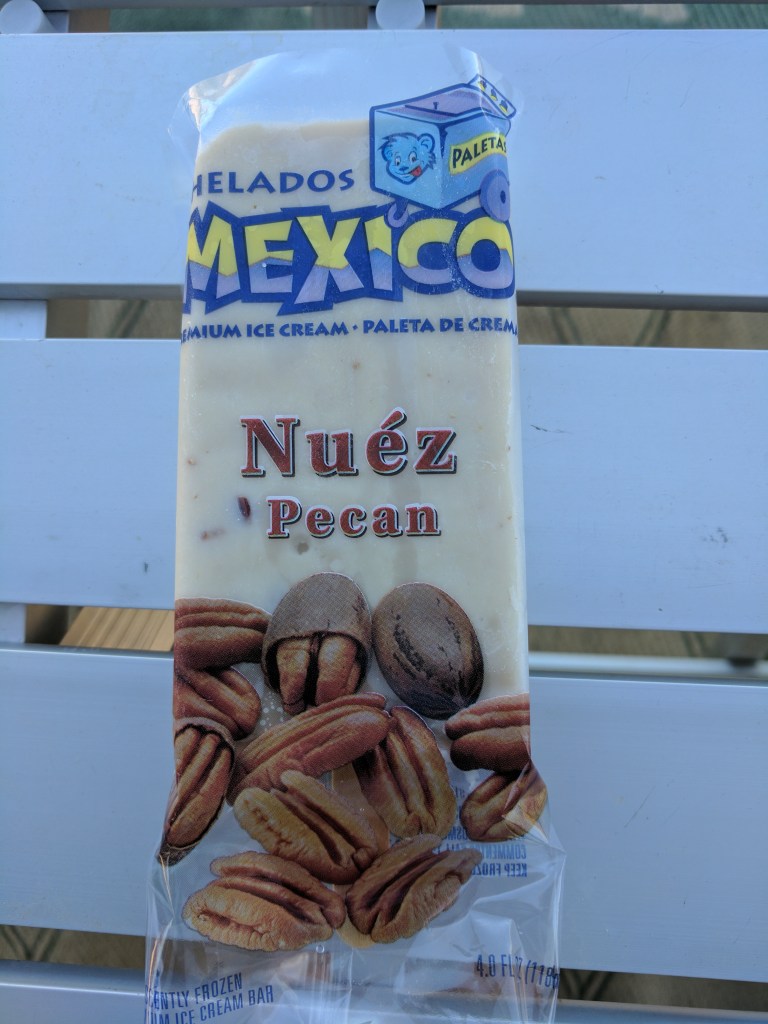 PALETAS
HELADOS
MEXICO
EMIUM ICE CREAM • PALETA DE CREMA
Nuéz
Pecan
KEEP FROZ
4.0 FL
ENTLY FROZEN
UM ICE CREAM BAR